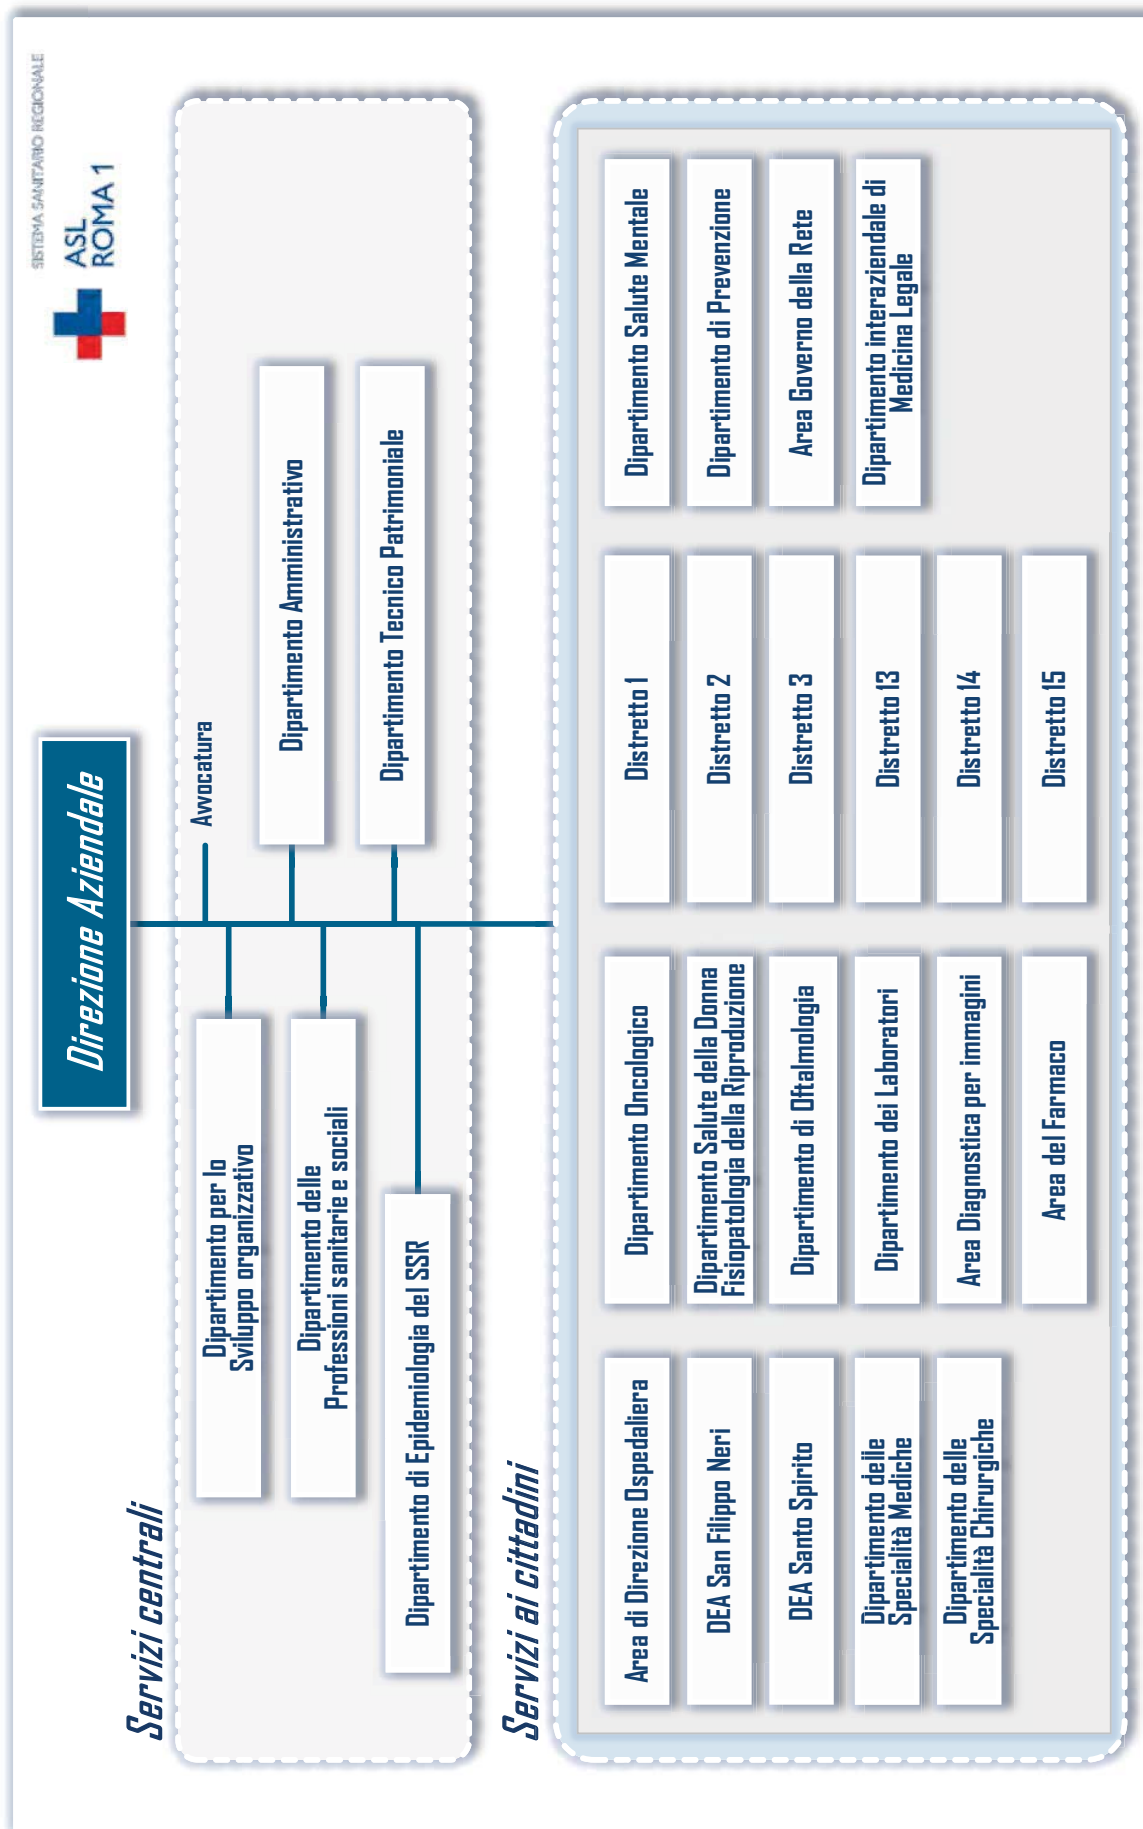 SISTEMA SANITARIO REGIONALE
ASL
ROMA 1
Direzione Aziendale
Servizi centrali
Avvocatura
Dipartimento per lo
Sviluppo organizzativo
Dipartimento Amministrativo
Dipartimento delle
Professioni sanitarie e sociali
Dipartimento Tecnico Patrimoniale
Dipartimento di Epidemiologia del SSR
Servizi ai cittadini
Area di Direzione Ospedaliera
DEA San Filippo Neri
DEA Santo Spirito
Dipartimento delle
Specialità Mediche
Dipartimento delle
Specialità Chirurgiche
Dipartimento Oncologico
Dipartimento Salute della Donna
Fisiopatologia della Riproduzione
Dipartimento di Oftalmologia
Dipartimento dei Laboratori
Area Diagnostica per immagini
Area del Farmaco
Distretto 1
Distretto 2
Distretto 3
Distretto 13
Distretto 14
Distretto 15
Dipartimento Salute Mentale
Dipartimento di Prevenzione
Area Governo della Rete
Dipartimento interaziendale di
Medicina Legale